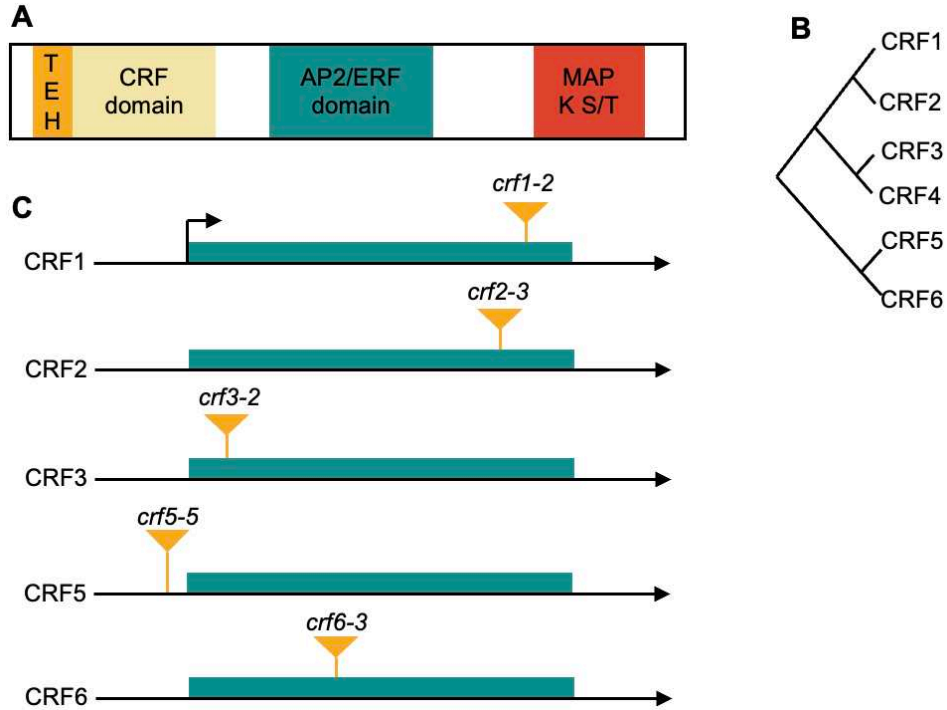 A
T
E
H
CRF
domain
AP2/ERF
domain
MAP
K S/T
B
CRF1
CRF2
CRF3
CRF4
CRF5
CRF6
C
crf1-2
CRF1
crf2-3
CRF2
crf3-2
CRF3
crf5-5
CRF5
crf6-3
CRF6